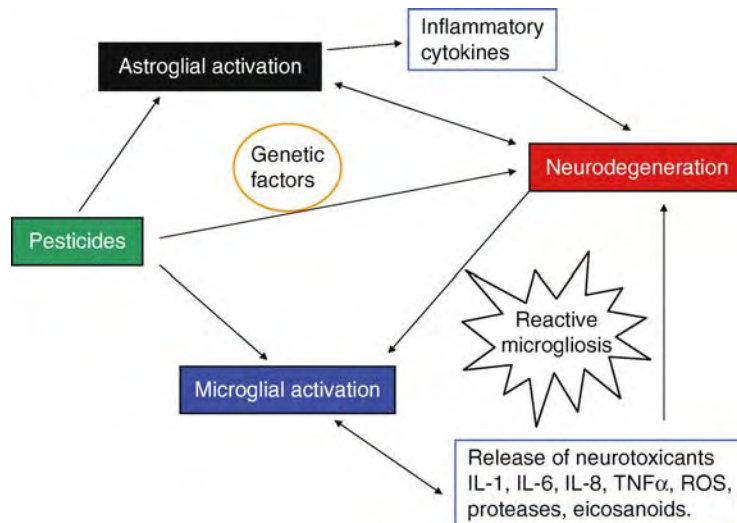 Inflammatory
cytokines
Astroglial activation
Genetic
factors
Neurodegeneration
Pesticides
Reactive
microgliosis
Microglial activation
Release of neurotoxicants
IL-1, IL-6, IL-8, TNFα, ROS,
proteases, eicosanoids.